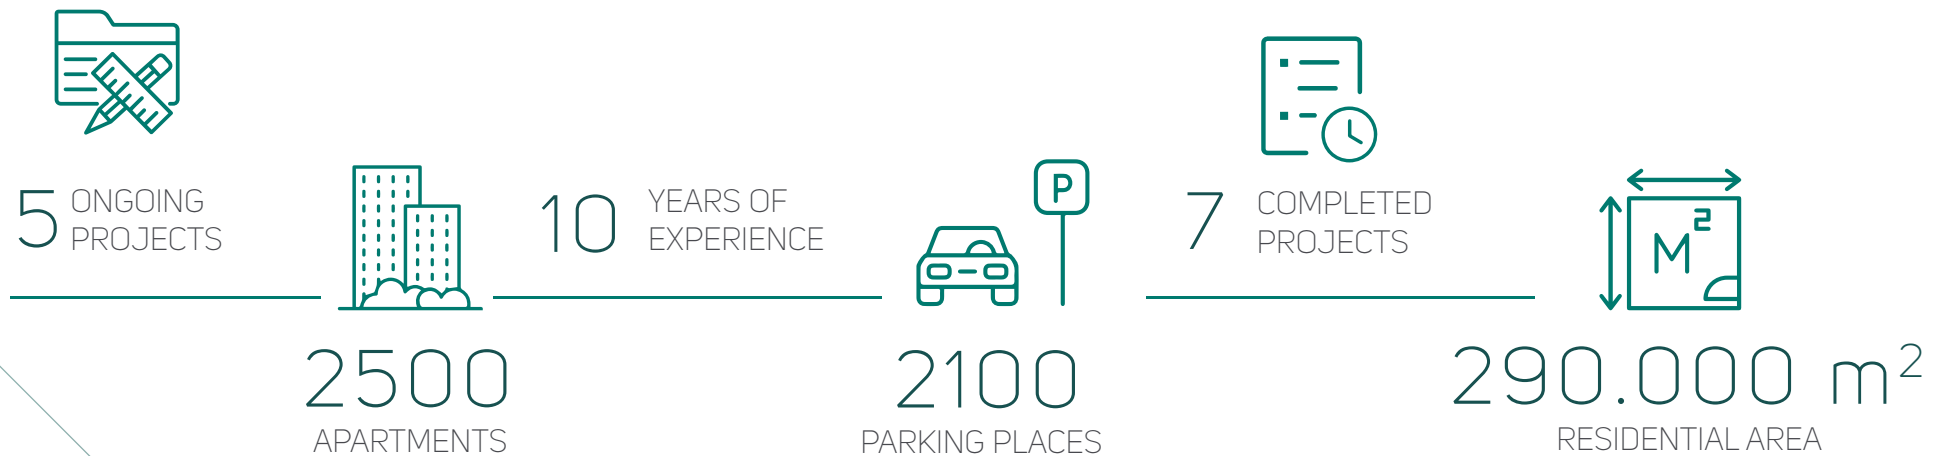 5 ONGOING
PROJECTS
2500
APARTMENTS
10 YEARS OF
EXPERIENCE
P
2100
PARKING PLACES
7 COMPLETED
PROJECTS
M²
290.000 m²
RESIDENTIAL AREA